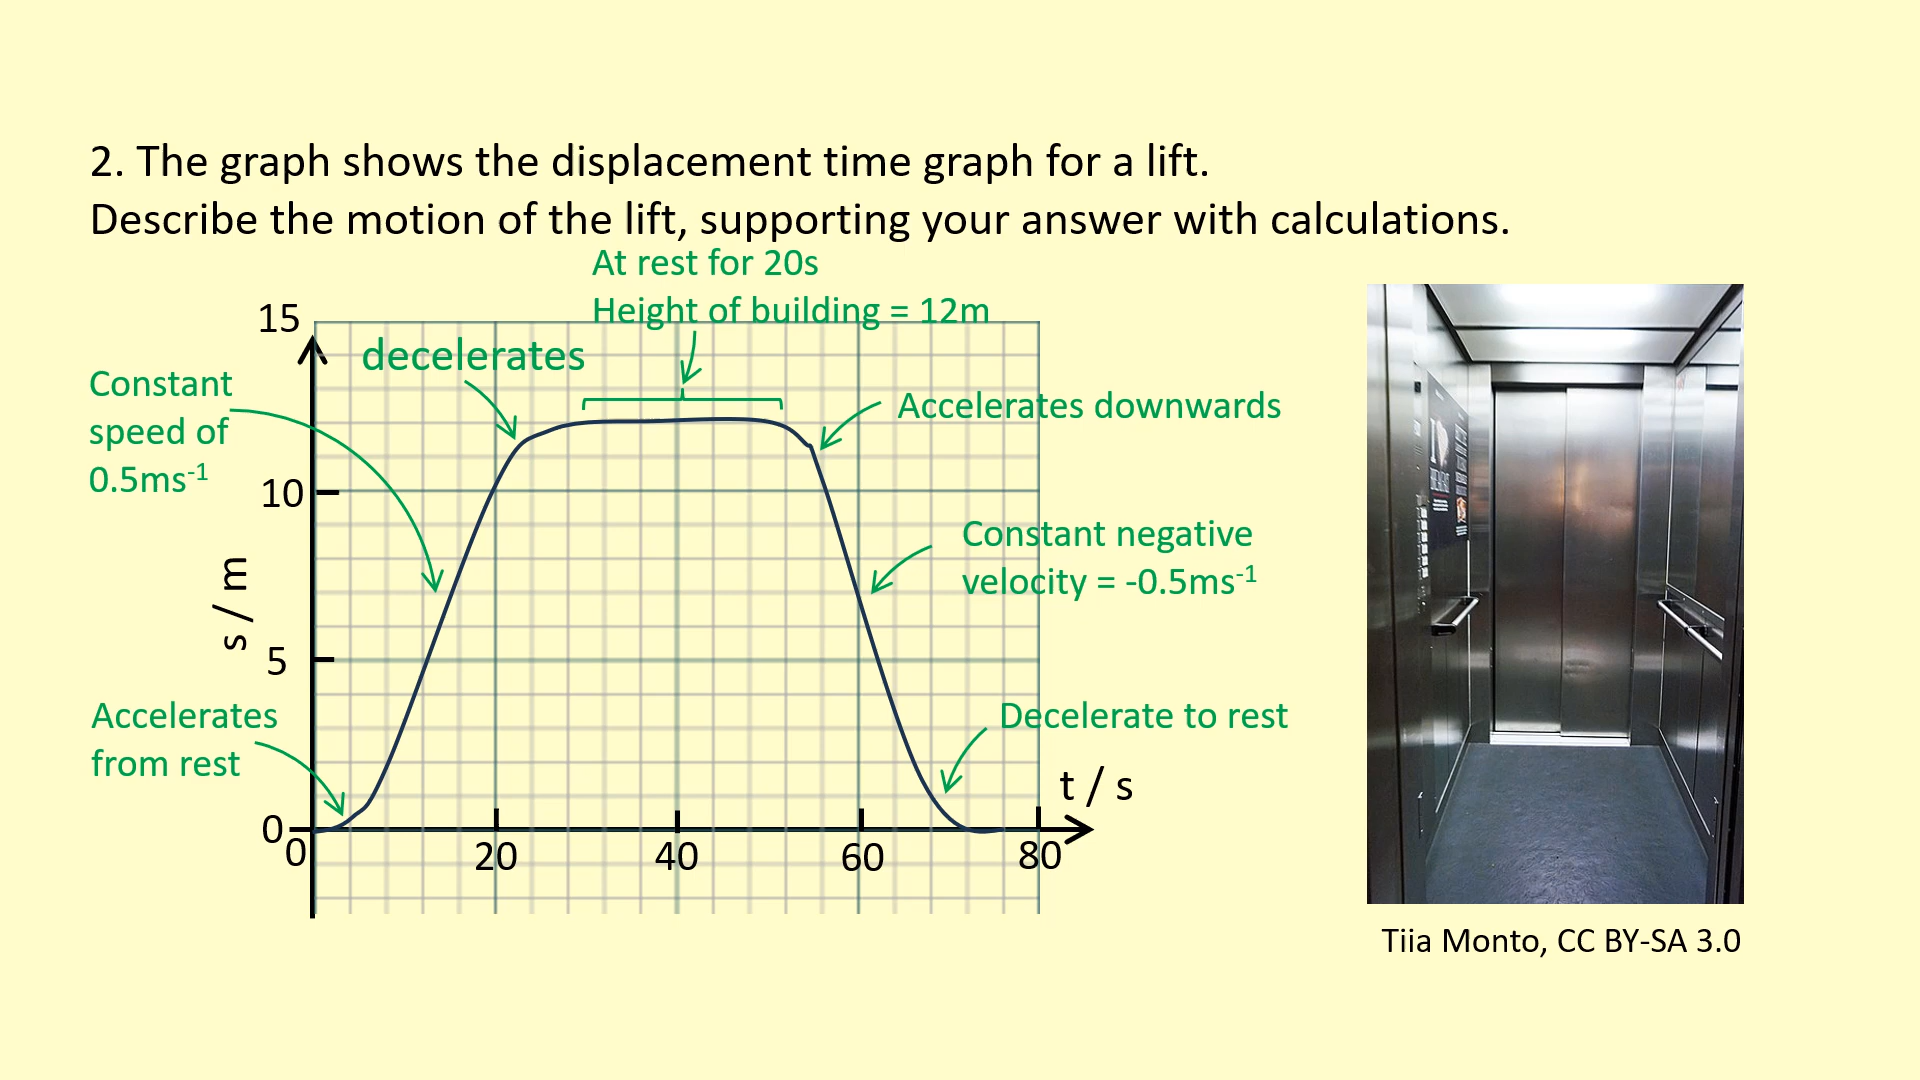 2. The graph shows the displacement time graph for a lift.
Describe the motion of the lift, supporting your answer with calculations.
At rest for 20s
Height of building = 12m
15
decelerates
Constant
speed of
0.5ms⁻¹
Accelerates downwards
10
Constant negative
velocity = -0.5ms⁻¹
s / m
5
Accelerates
from rest
Decelerate to rest
t / s
0
0
20
40
60
80
Tiia Monto, CC BY-SA 3.0